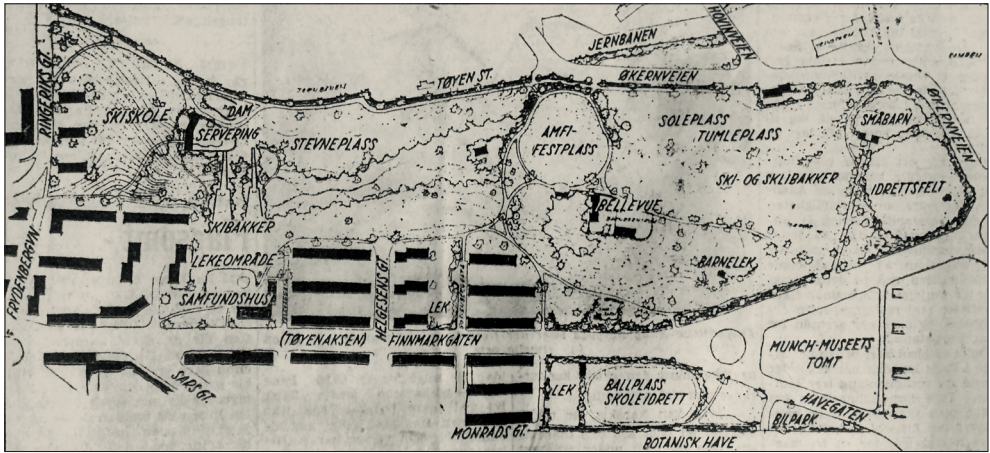 RINGERIKS GT.
SKISKOLE
DAM
SERVERING
STEVNEPLASS
SKIBAKKER
TØYEN ST.
JERNBANEN
HOVINVEIEN
ØKERNVEIEN
AMFI-
FESTPLASS
SOLEPLASS
TUMLEPLASS
SKI- OG SKLIBAKKER
SMÅBARN
ØKERNVEIEN
IDRETTSFELT
BELLEVUE
BARNELEK
FRYDENBERGVN
LEKEOMRÅDE
SAMFUNDSHUS
(TØYENAKSEN)
HELGESENS GT
LEK
FINNMARKGATEN
SARS GT.
MONRADS GT.
LEK
BALLPLASS
SKOLEIDRETT
MUNCH-MUSEETS
TOMT
HAVEGATEN
BILPARK.
BOTANISK HAVE